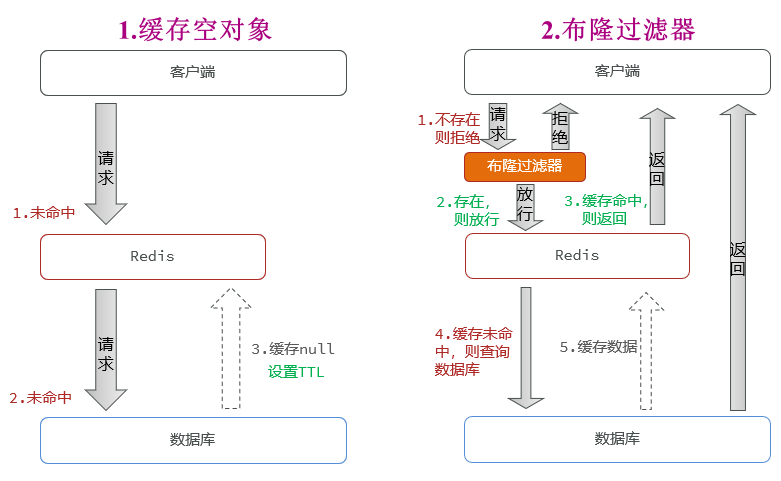 1.缓存空对象
客户端
请求
1.未命中
Redis
请求
3.缓存null
设置TTL
2.未命中
数据库
2.布隆过滤器
客户端
1.不存在
则拒绝
请求
拒绝
布隆过滤器
返回
2.存在,
则放行
放行
3.缓存命中,
则返回
Redis
返回
4.缓存未命
中，则查询
数据库
5.缓存数据
数据库